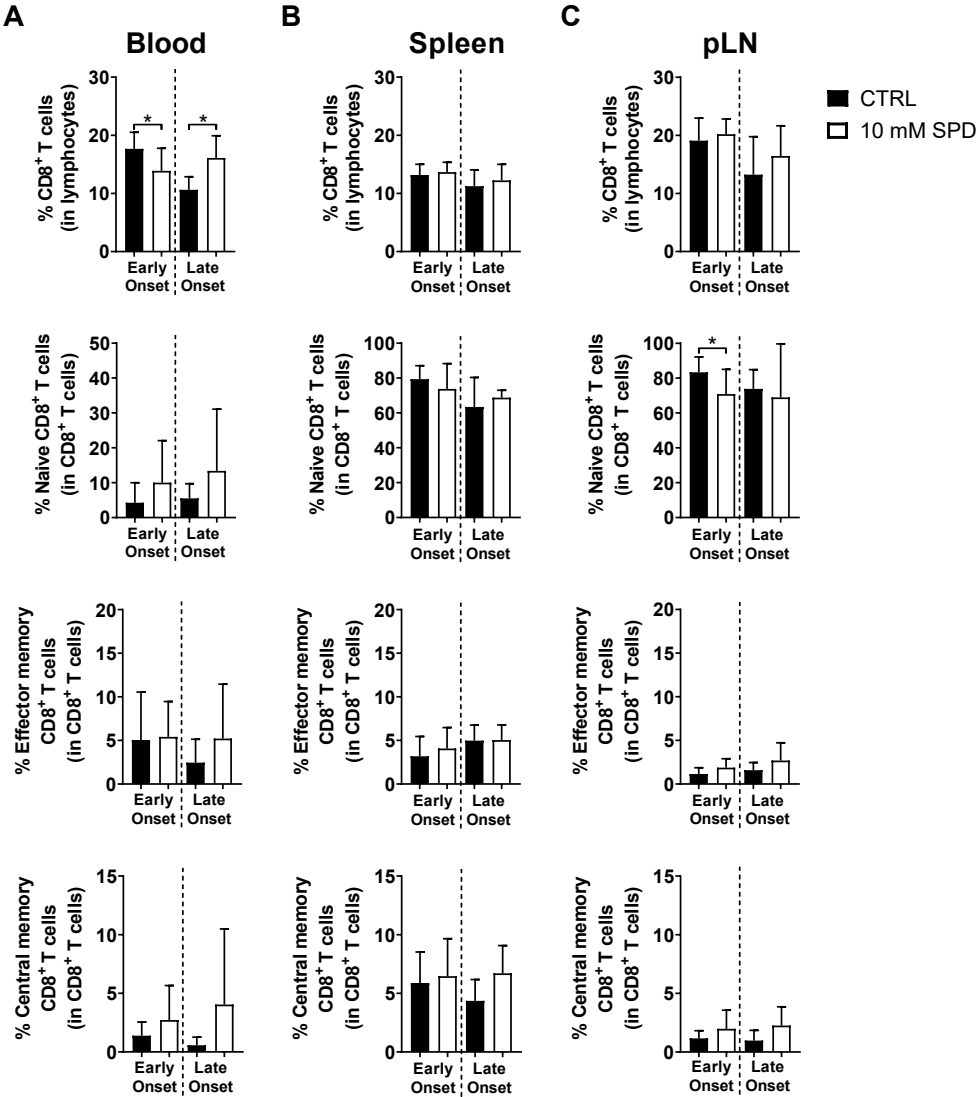 A
Blood
B
Spleen
C
pLN
CTRL
10 mM SPD
% CD8⁺ T cells
(in lymphocytes)
30
20
10
0
*
*
Early
Onset
Late
Onset
% CD8⁺ T cells
(in lymphocytes)
30
20
10
0
Early
Onset
Late
Onset
% CD8⁺ T cells
(in lymphocytes)
30
20
10
0
Early
Onset
Late
Onset
% Naive CD8⁺ T cells
(in CD8⁺ T cells)
50
40
30
20
10
0
Early
Onset
Late
Onset
% Naive CD8⁺ T cells
(in CD8⁺ T cells)
100
80
60
40
20
0
Early
Onset
Late
Onset
% Naive CD8⁺ T cells
(in CD8⁺ T cells)
100
80
60
40
20
0
*
Early
Onset
Late
Onset
% Effector memory
CD8⁺ T cells
(in CD8⁺ T cells)
20
15
10
5
0
Early
Onset
Late
Onset
% Effector memory
CD8⁺ T cells
(in CD8⁺ T cells)
20
15
10
5
0
Early
Onset
Late
Onset
% Effector memory
CD8⁺ T cells
(in CD8⁺ T cells)
20
15
10
5
0
Early
Onset
Late
Onset
% Central memory
CD8⁺ T cells
(in CD8⁺ T cells)
15
10
5
0
Early
Onset
Late
Onset
% Central memory
CD8⁺ T cells
(in CD8⁺ T cells)
15
10
5
0
Early
Onset
Late
Onset
% Central memory
CD8⁺ T cells
(in CD8⁺ T cells)
15
10
5
0
Early
Onset
Late
Onset